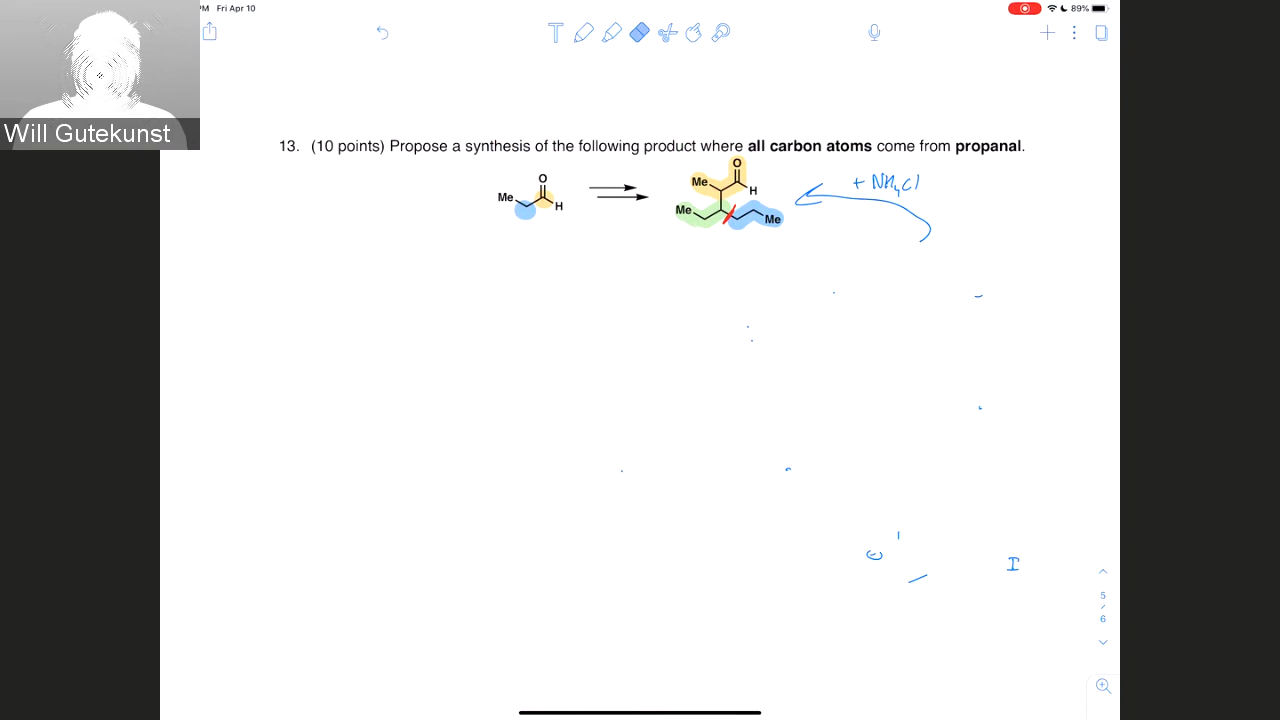 PM Fri Apr 10
89%
T
Will Gutekunst
13. (10 points) Propose a synthesis of the following product where all carbon atoms come from propanal.
Me O H
Me O H
Me Me
+ NH4Cl
I
5
/
6